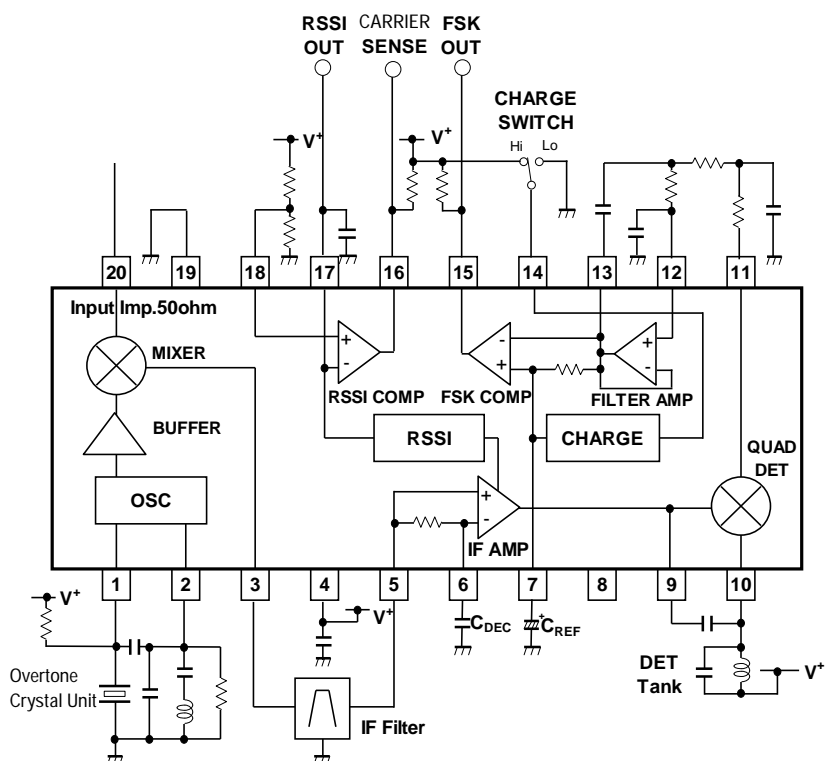 RSSI OUT
CARRIER SENSE
FSK OUT
CHARGE SWITCH
V+
V+
Hi
Lo
20
19
18
17
16
15
14
13
12
11
Input Imp.50ohm
MIXER
+
-
RSSI COMP
-
+
FSK COMP
+
-
FILTER AMP
BUFFER
RSSI
CHARGE
QUAD DET
OSC
+
-
IF AMP
1
2
3
4
5
6
7
8
9
10
V+
V+
CDEC
+
CREF
Overtone Crystal Unit
IF Filter
DET Tank
V+